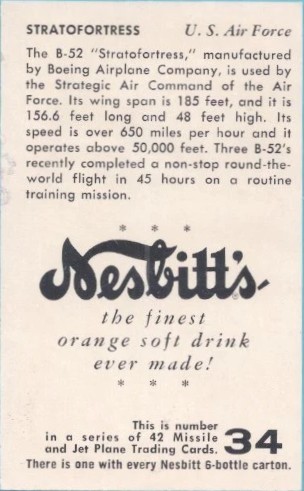 STRATOFORTRESS U. S. Air Force
The B-52 "Stratofortress," manufactured
by Boeing Airplane Company, is used by
the Strategic Air Command of the Air
Force. Its wing span is 185 feet, and it is
156.6 feet long and 48 feet high. Its
speed is over 650 miles per hour and it
operates above 50,000 feet. Three B-52's
recently completed a non-stop round-the-
world flight in 45 hours on a routine
training mission.
* * *
Nesbitt's®
the finest
orange soft drink
ever made!
* * *
This is number
in a series of 42 Missile
and Jet Plane Trading Cards. 34
There is one with every Nesbitt 6-bottle carton.